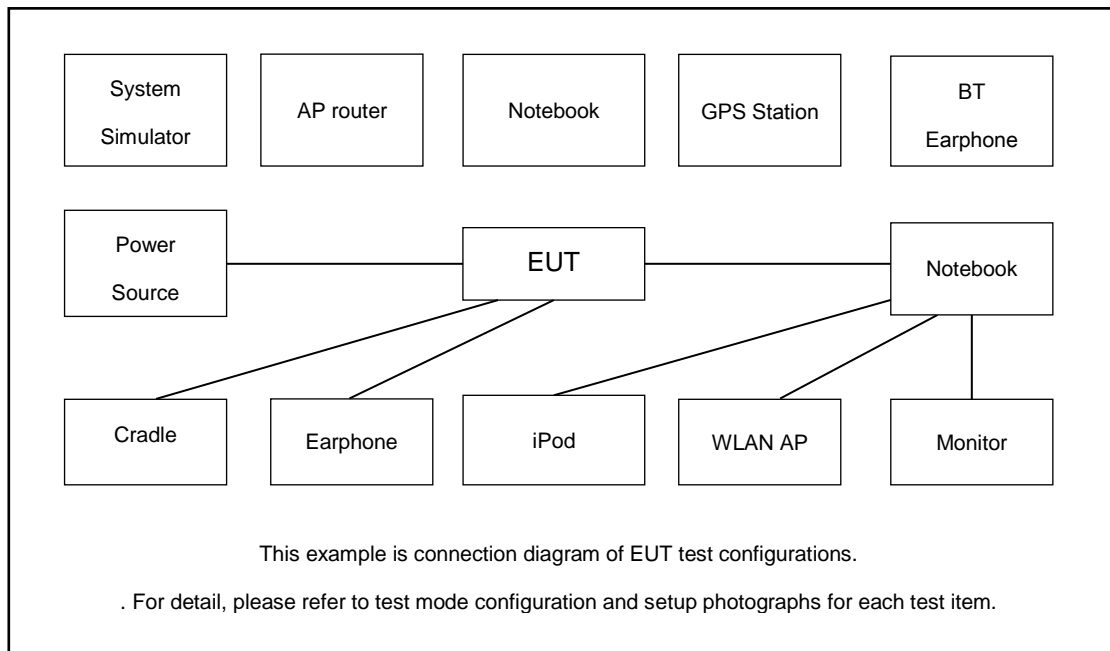 System
Simulator
AP router
Notebook
GPS Station
BT
Earphone
Power
Source
EUT
Notebook
Cradle
Earphone
iPod
WLAN AP
Monitor
This example is connection diagram of EUT test configurations.
. For detail, please refer to test mode configuration and setup photographs for each test item.